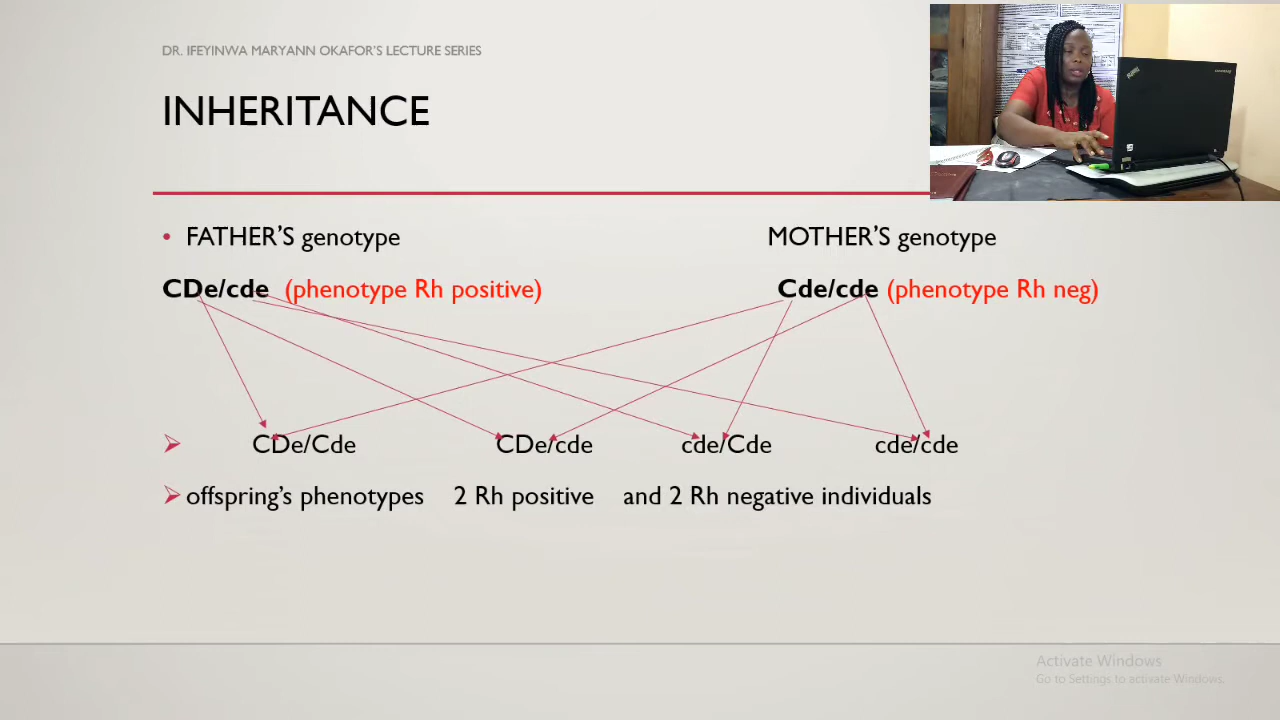 DR. IFEYINWA MARYANN OKAFOR'S LECTURE SERIES
INHERITANCE
• FATHER'S genotype MOTHER'S genotype
CDe/cde (phenotype Rh positive) Cde/cde (phenotype Rh neg)
CDe/Cde CDe/cde cde/Cde cde/cde
offspring's phenotypes 2 Rh positive and 2 Rh negative individuals
Activate Windows
Go to Settings to activate Windows.